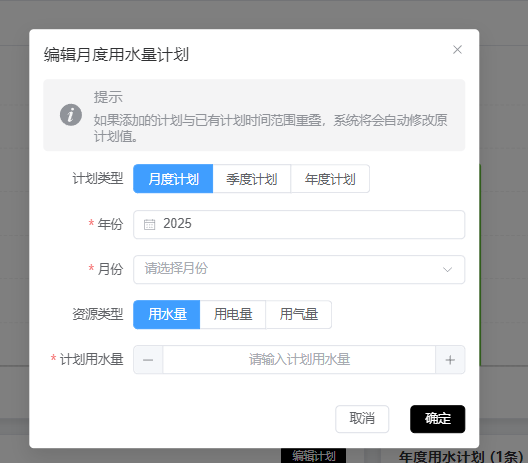 编辑月度用水量计划
提示
如果添加的计划与已有计划时间范围重叠，系统将会自动修改原
计划值。
计划类型 月度计划 季度计划 年度计划
* 年份 2025
* 月份 请选择月份
资源类型 用水量 用电量 用气量
* 计划用水量 请输入计划用水量
取消 确定
编辑计划 年度用水计划 (1条)